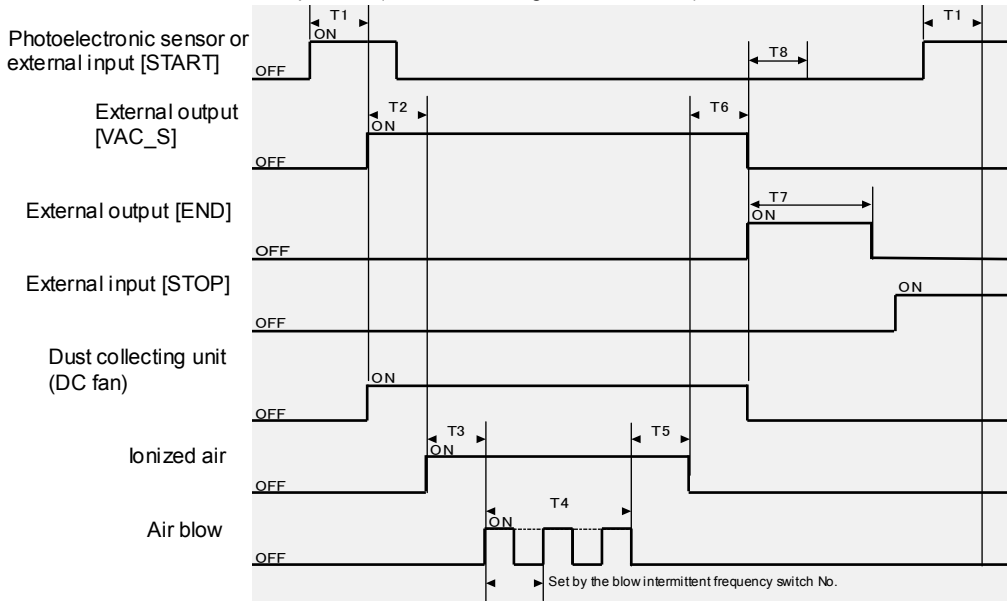 T1
T1
ON
Photoelectronic sensor or
external input [START]
OFF
T8
External output
[VAC_S]
T2
T6
ON
OFF
External output [END]
T7
ON
OFF
External input [STOP]
ON
OFF
Dust collecting unit
(DC fan)
ON
OFF
T3
T5
Ionized air
ON
OFF
T4
Air blow
ON
OFF
Set by the blow intermittent frequency switch No.